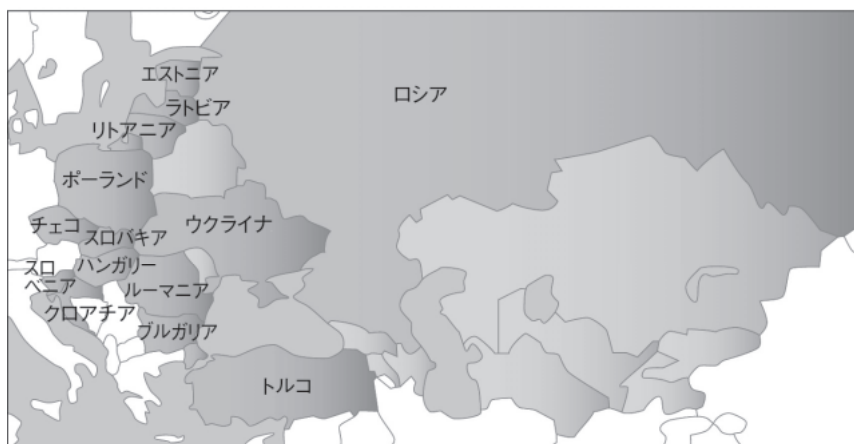 エストニア
ロシア
ラトビア
リトアニア
ポーランド
チェコ
スロバキア
ウクライナ
スロ
ベニア
ハンガリー
ルーマニア
クロアチア
ブルガリア
トルコ